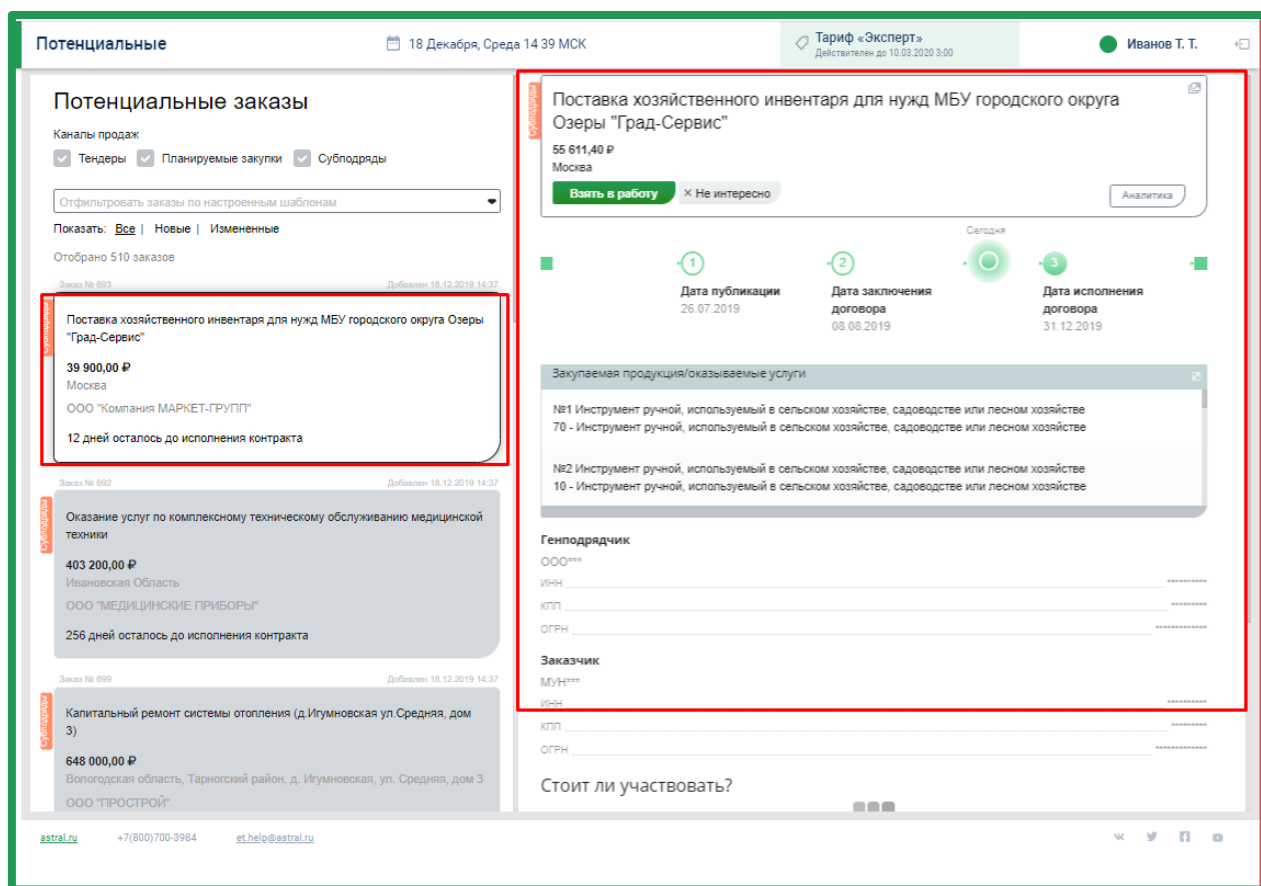 Потенциальные
18 Декабря, Среда 14 39 МСК
Тариф «Эксперт»
Действителен до 10.03.2020 3:00
Иванов Т. Т.
Потенциальные заказы
Каналы продаж
Тендеры Планируемые закупки Субподряды
Отфильтровать заказы по настроенным шаблонам
Показать: Все | Новые | Измененные
Отобрано 510 заказов
Заказ № 693 Добавлен 18.12.2019 14:37
Субподряды
Поставка хозяйственного инвентаря для нужд МБУ городского округа Озеры
"Град-Сервис"
39 900,00 ₽
Москва
ООО "Компания МАРКЕТ-ГРУПП"
12 дней осталось до исполнения контракта
Заказ № 692 Добавлен 18.12.2019 14:37
Субподряды
Оказание услуг по комплексному техническому обслуживанию медицинской
техники
403 200,00 ₽
Ивановская Область
ООО "МЕДИЦИНСКИЕ ПРИБОРЫ"
256 дней осталось до исполнения контракта
Заказ № 699 Добавлен 18.12.2019 14:37
Субподряды
Капитальный ремонт системы отопления (д.Игумновская ул.Средняя, дом
3)
648 000,00 ₽
Вологодская область, Тарногский район, д. Игумновская, ул. Средняя, дом 3
ООО "ПРОСТРОЙ"
Субподряды
Поставка хозяйственного инвентаря для нужд МБУ городского округа
Озеры "Град-Сервис"
55 611,40 ₽
Москва
Взять в работу × Не интересно
Аналитика
Сегодня
1 2 3
Дата публикации
26.07.2019
Дата заключения
договора
08.08.2019
Дата исполнения
договора
31.12.2019
Закупаемая продукция/оказываемые услуги
№1 Инструмент ручной, используемый в сельском хозяйстве, садоводстве или лесном хозяйстве
70 - Инструмент ручной, используемый в сельском хозяйстве, садоводстве или лесном хозяйстве
№2 Инструмент ручной, используемый в сельском хозяйстве, садоводстве или лесном хозяйстве
10 - Инструмент ручной, используемый в сельском хозяйстве, садоводстве или лесном хозяйстве
Генподрядчик
ООО***
ИНН **********
КПП *********
ОГРН *************
Заказчик
МУН***
ИНН **********
КПП *********
ОГРН *************
Стоит ли участвовать?
astral.ru +7(800)700-3984 et.help@astral.ru